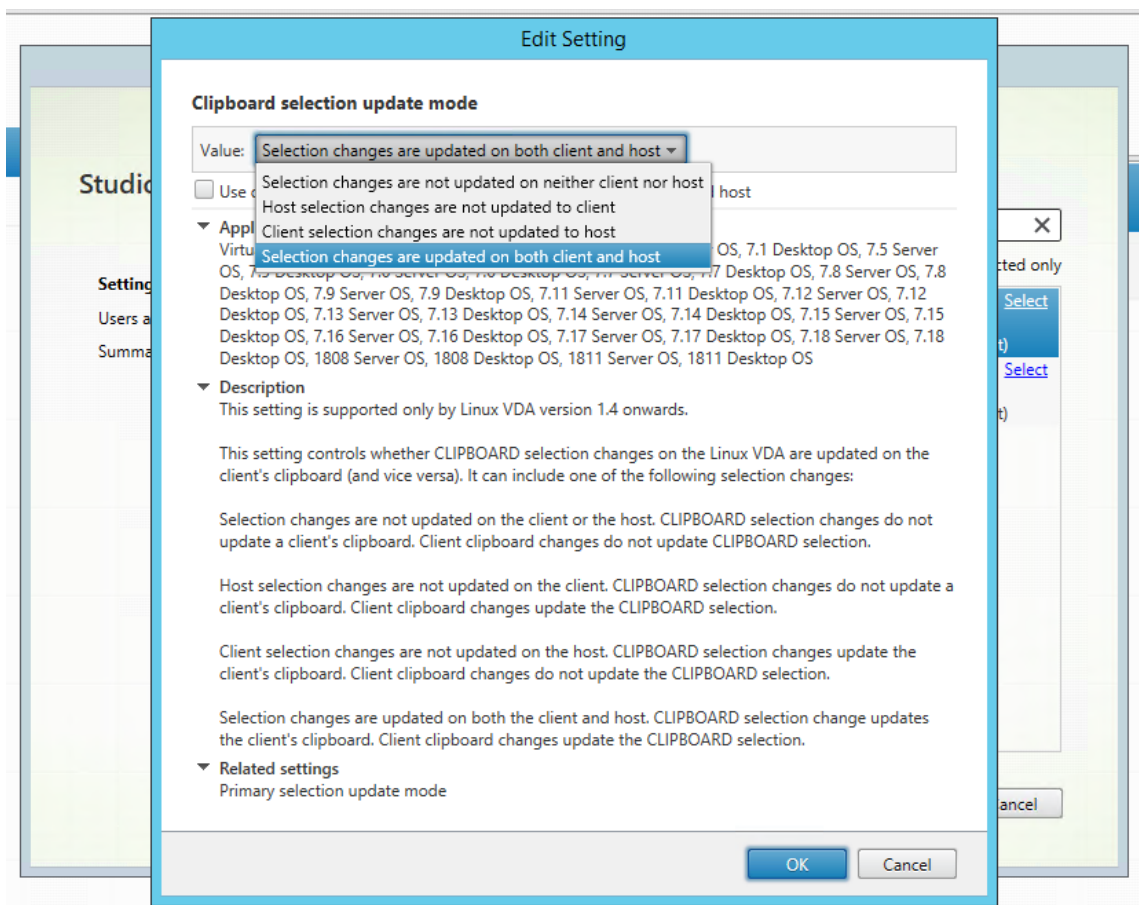 Edit Setting
Clipboard selection update mode
Value: Selection changes are updated on both client and host
Selection changes are not updated on neither client nor host
Use host
Host selection changes are not updated to client
Client selection changes are not updated to host
Selection changes are updated on both client and host
Virtu OS, 7.1 Desktop OS, 7.5 Server
OS, Desktop OS, 7.8 Server OS, 7.8
Desktop OS, 7.9 Server OS, 7.9 Desktop OS, 7.11 Server OS, 7.11 Desktop OS, 7.12 Server OS, 7.12
Desktop OS, 7.13 Server OS, 7.13 Desktop OS, 7.14 Server OS, 7.14 Desktop OS, 7.15 Server OS, 7.15
Desktop OS, 7.16 Server OS, 7.16 Desktop OS, 7.17 Server OS, 7.17 Desktop OS, 7.18 Server OS, 7.18
Desktop OS, 1808 Server OS, 1808 Desktop OS, 1811 Server OS, 1811 Desktop OS
Description
This setting is supported only by Linux VDA version 1.4 onwards.
This setting controls whether CLIPBOARD selection changes on the Linux VDA are updated on the
client's clipboard (and vice versa). It can include one of the following selection changes:
Selection changes are not updated on the client or the host. CLIPBOARD selection changes do not
update a client's clipboard. Client clipboard changes do not update CLIPBOARD selection.
Host selection changes are not updated on the client. CLIPBOARD selection changes do not update a
client's clipboard. Client clipboard changes update the CLIPBOARD selection.
Client selection changes are not updated on the host. CLIPBOARD selection changes update the
client's clipboard. Client clipboard changes do not update the CLIPBOARD selection.
Selection changes are updated on both the client and host. CLIPBOARD selection change updates
the client's clipboard. Client clipboard changes update the CLIPBOARD selection.
Related settings
Primary selection update mode
OK Cancel
Studio
Setting
Users a
Summa
cted only
Select
t)
Select
t)
ancel